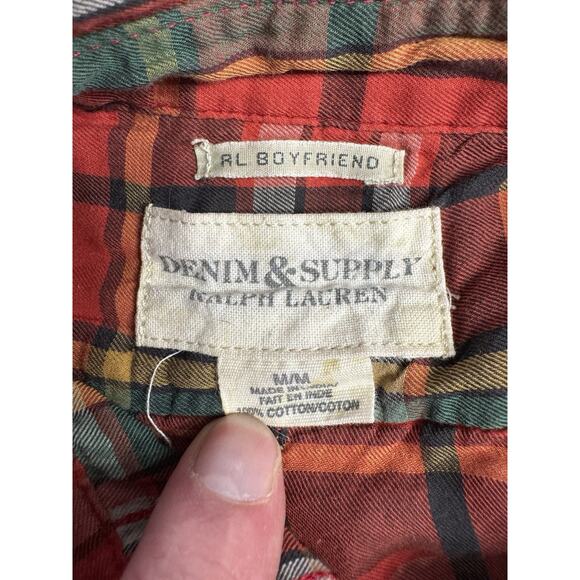 RL BOYFRIEND
DENIM & SUPPLY
RALPH LAUREN
M/M
MADE IN INDIA
FAIT EN INDE
100% COTTON/COTON